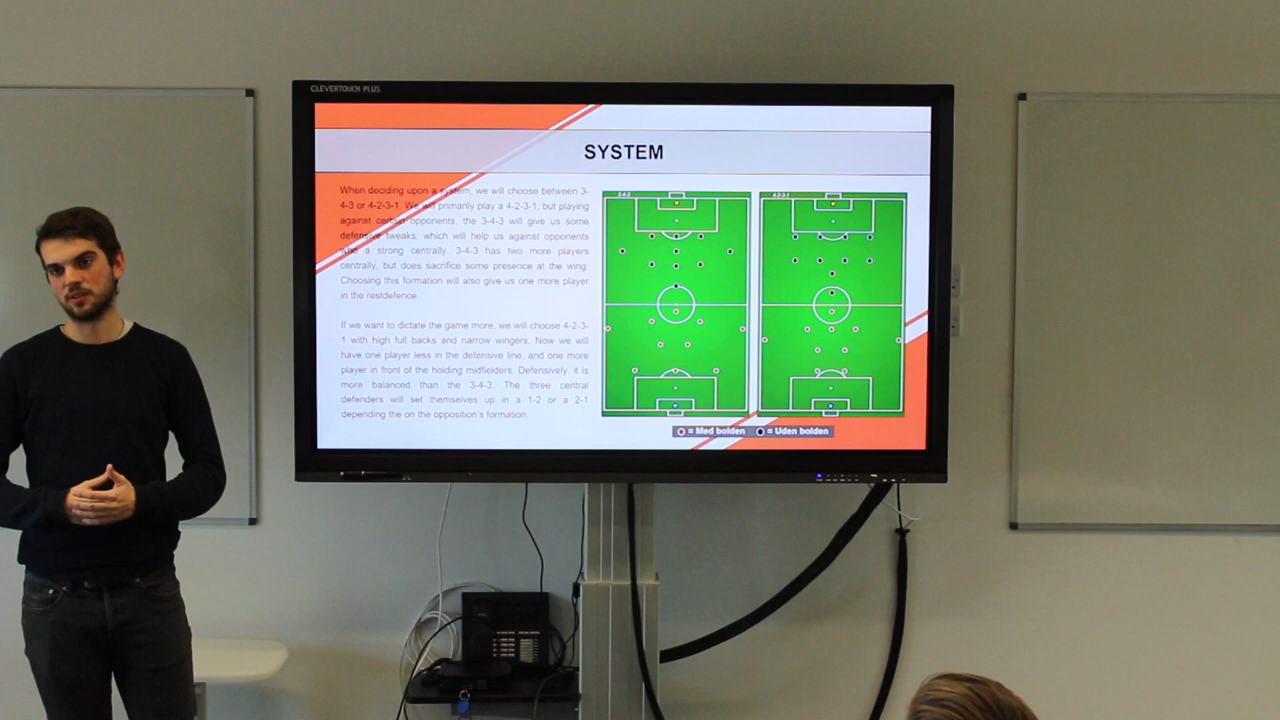 CLEVERTOUCH PLUS
SYSTEM
When deciding upon a system, we will choose between 3-
4-3 or 4-2-3-1. We will primarily play a 4-2-3-1, but playing
against certain opponents, the 3-4-3 will give us some
defensive tweaks, which will help us against opponents
who a strong centrally. 3-4-3 has two more players
centrally, but does sacrifice some presence at the wing.
Choosing this formation will also give us one more player
in the restdefence.
If we want to dictate the game more, we will choose 4-2-3-
1 with high full backs and narrow wingers. Now we will
have one player less in the defensive line, and one more
player in front of the holding midfielders. Defensively, it is
more balanced than the 3-4-3. The three central
defenders will set themselves up in a 1-2 or a 2-1
depending the on the opposition's formation.
3-4-3
4-2-3-1
= Med bolden = Uden bolden